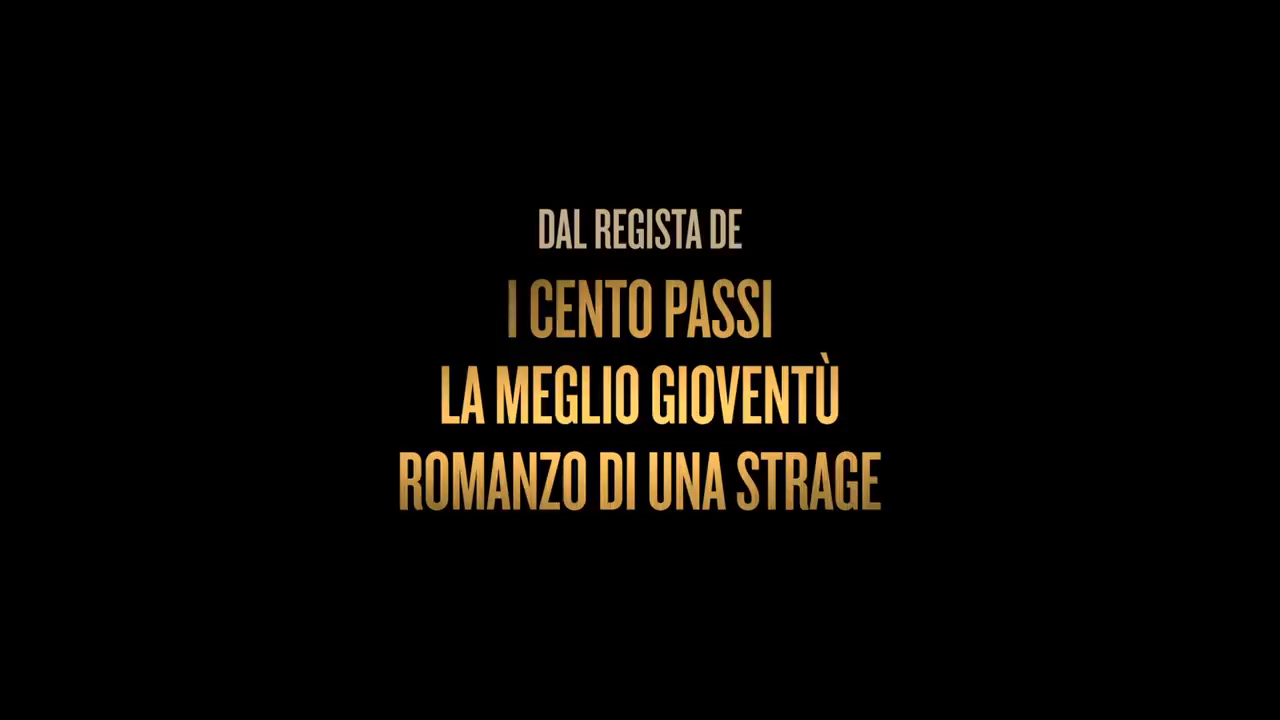 DAL REGISTA DE
I CENTO PASSI
LA MEGLIO GIOVENTÙ
ROMANZO DI UNA STRAGE